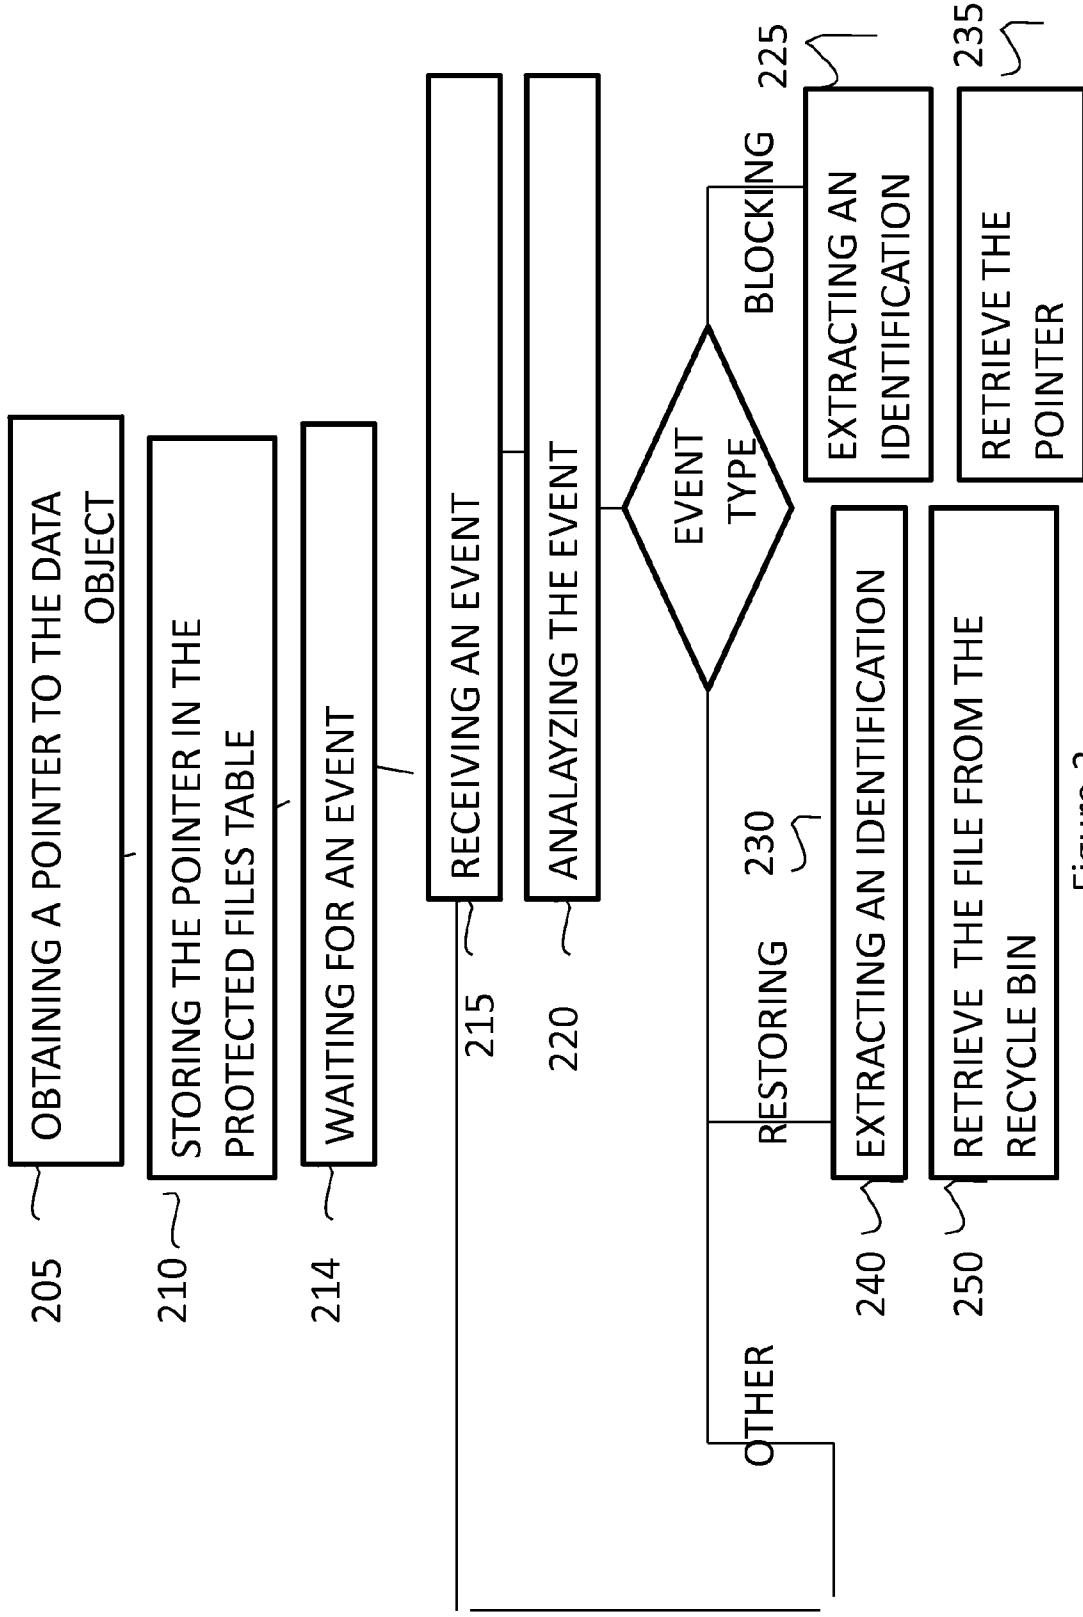 205
OBTAINING A POINTER TO THE DATA
OBJECT
210
STORING THE POINTER IN THE
PROTECTED FILES TABLE
214
WAITING FOR AN EVENT
215
RECEIVING AN EVENT
220
ANALAYZING THE EVENT
EVENT
TYPE
OTHER
RESTORING
230
BLOCKING
225
240
EXTRACTING AN IDENTIFICATION
EXTRACTING AN
IDENTIFICATION
250
RETRIEVE THE FILE FROM THE
RECYCLE BIN
235
RETRIEVE THE
POINTER
Figure 2